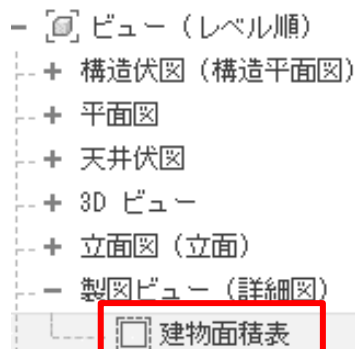 ビュー（レベル順）
構造伏図（構造平面図）
平面図
天井伏図
3D ビュー
立面図（立面）
製図ビュー（詳細図）
建物面積表